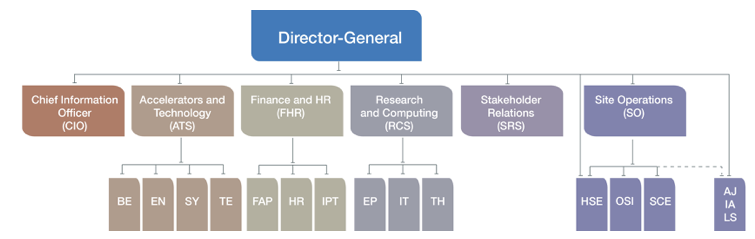 Director-General
Chief Information
Officer
(CIO)
Accelerators and
Technology
(ATS)
Finance and HR
(FHR)
Research
and Computing
(RCS)
Stakeholder
Relations
(SRS)
Site Operations
(SO)
BE
EN
SY
TE
FAP
HR
IPT
EP
IT
TH
HSE
OSI
SCE
AJ
IA
LS